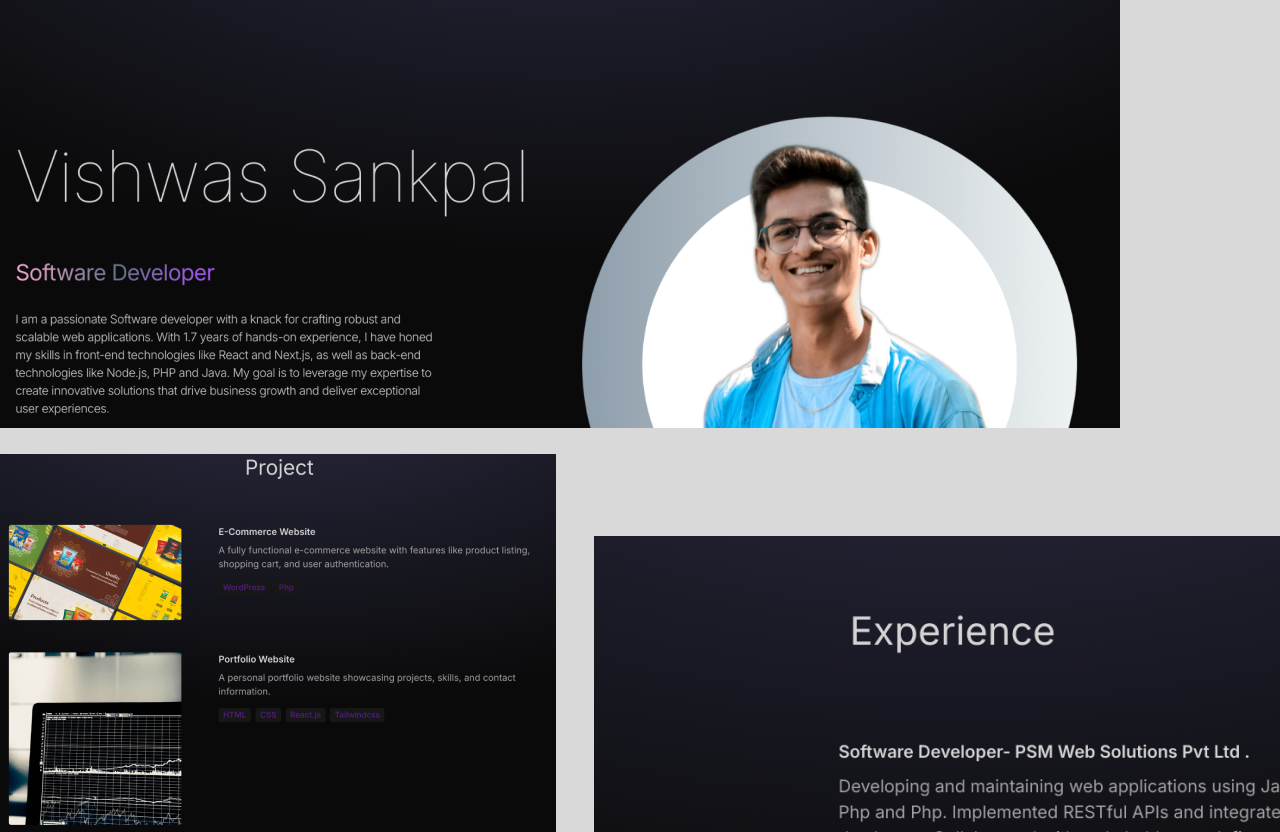 Vishwas Sankpal
Software Developer
I am a passionate Software developer with a knack for crafting robust and
scalable web applications. With 1.7 years of hands-on experience, I have honed
my skills in front-end technologies like React and Next.js, as well as back-end
technologies like Node.js, PHP and Java. My goal is to leverage my expertise to
create innovative solutions that drive business growth and deliver exceptional
user experiences.
Project
E-Commerce Website
A fully functional e-commerce website with features like product listing,
shopping cart, and user authentication.
WordPress Php
Quality
Products
Portfolio Website
A personal portfolio website showcasing projects, skills, and contact
information.
HTML CSS React.js Tailwindcss
Experience
Software Developer- PSM Web Solutions Pvt Ltd .
Developing and maintaining web applications using Ja
Php and Php. Implemented RESTful APIs and integrate